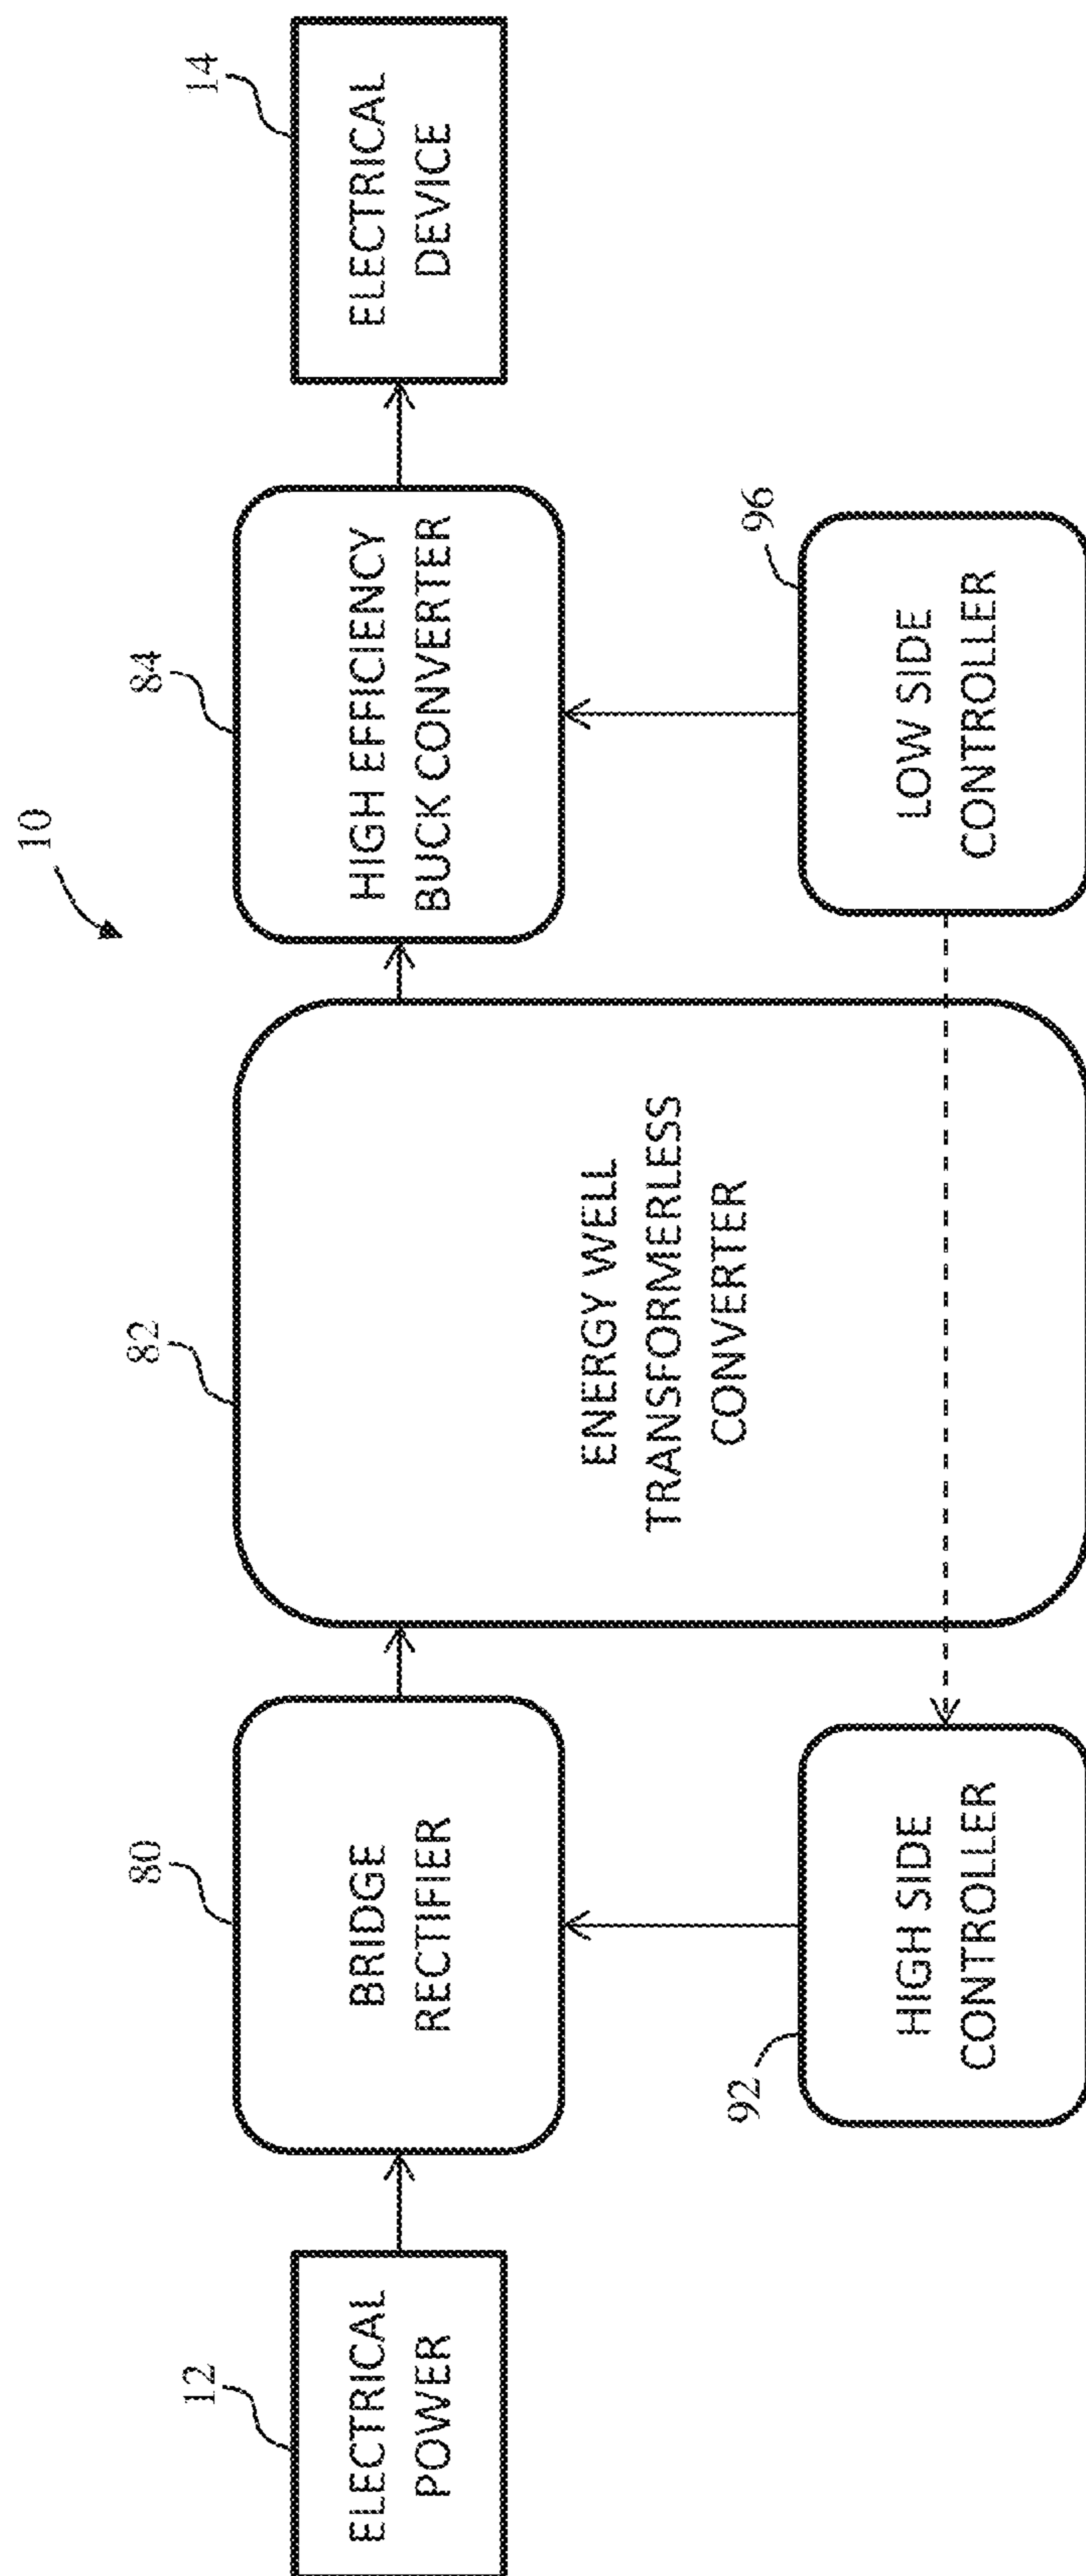 10
12
ELECTRICAL
POWER
80
BRIDGE
RECTIFIER
82
ENERGY WELL
TRANSFORMERLESS
CONVERTER
84
HIGH EFFICIENCY
BUCK CONVERTER
14
ELECTRICAL
DEVICE
92
HIGH SIDE
CONTROLLER
96
LOW SIDE
CONTROLLER